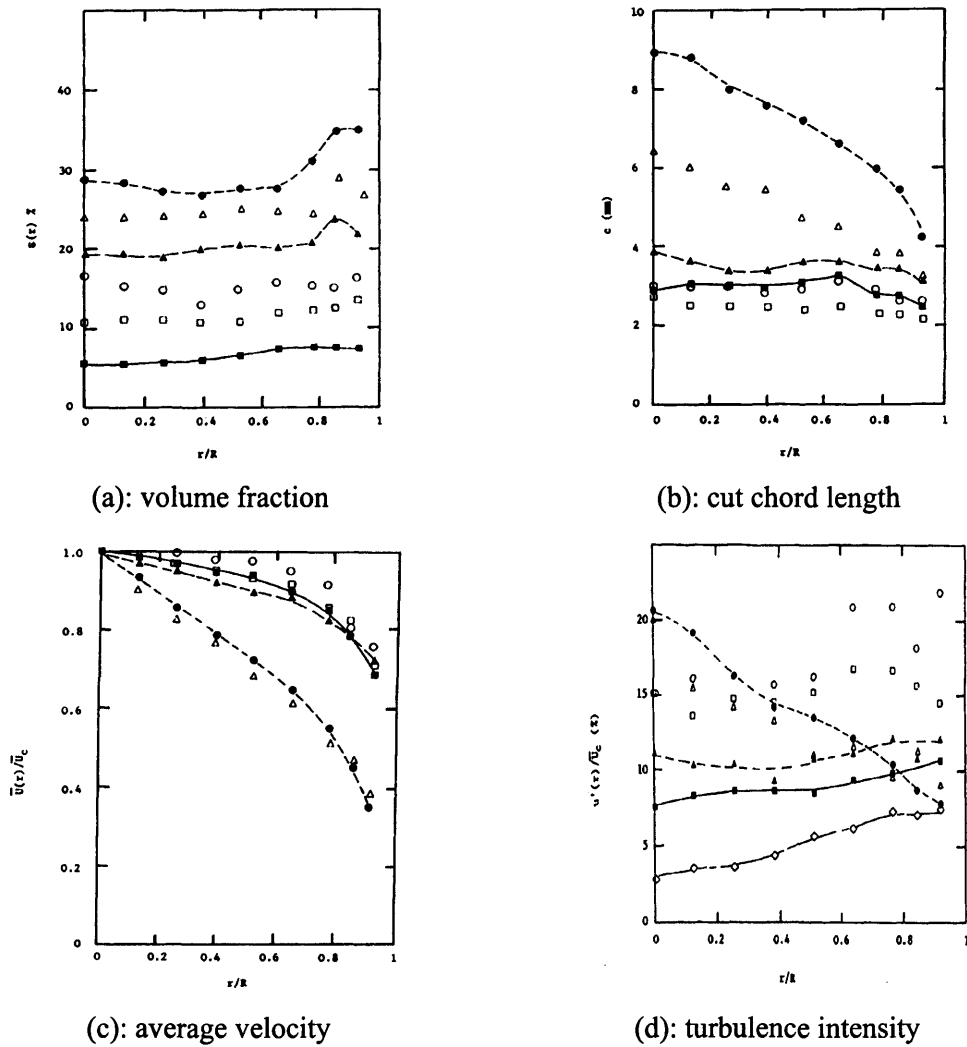 40
30
20
10
0
ε(r) %
0 0.2 0.4 0.6 0.8 1
r/R
(a): volume fraction
10
8
6
4
2
0
c (mm)
0 0.2 0.4 0.6 0.8 1
r/R
(b): cut chord length
1.0
0.8
0.6
0.4
0.2
0
U̅(r)/U̅c
0 0.2 0.4 0.6 0.8 1
r/R
(c): average velocity
20
15
10
5
0
u'(r)/U̅c (%)
0 0.2 0.4 0.6 0.8 1
r/R
(d): turbulence intensity